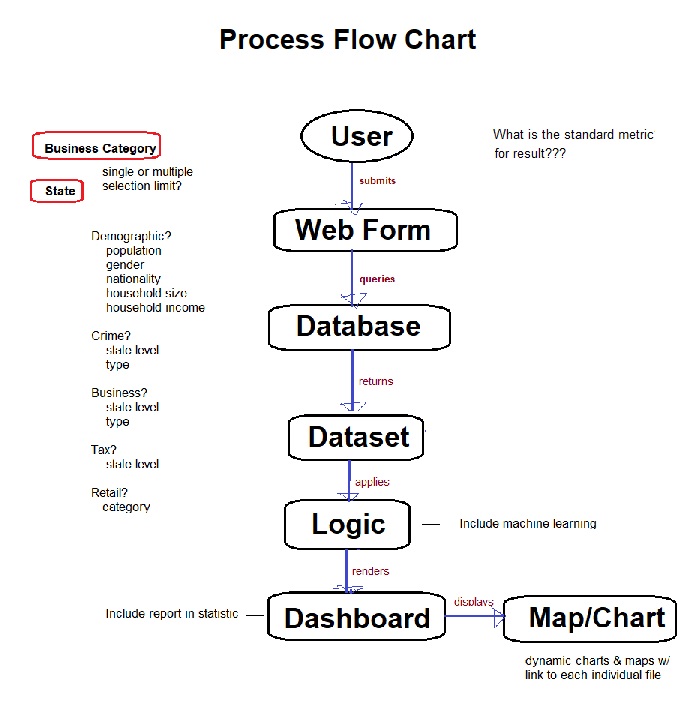 Process Flow Chart
User
What is the standard metric
for result???
Business Category
single or multiple
selection limit?
State
submits
Web Form
Demographic?
population
gender
nationality
household size
household income
queries
Database
Crime?
state level
type
returns
Business?
state level
type
Dataset
Tax?
state level
applies
Retail?
category
Logic
Include machine learning
renders
Include report in statistic
Dashboard
displays
Map/Chart
dynamic charts & maps w/
link to each individual file